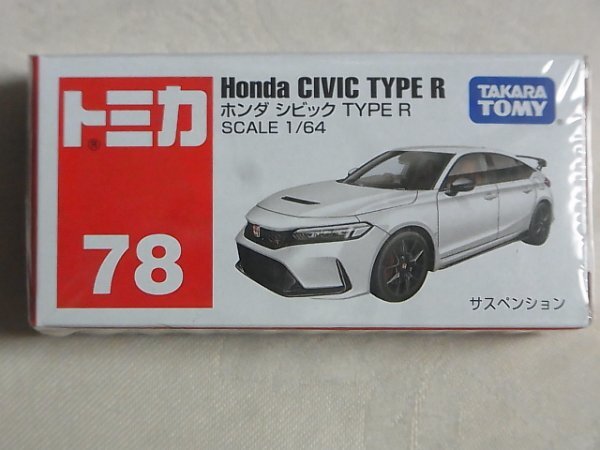 トミカ
®
78
Honda CIVIC TYPE R
ホンダ シビック TYPE R
SCALE 1/64
TAKARA
TOMY
サスペンション